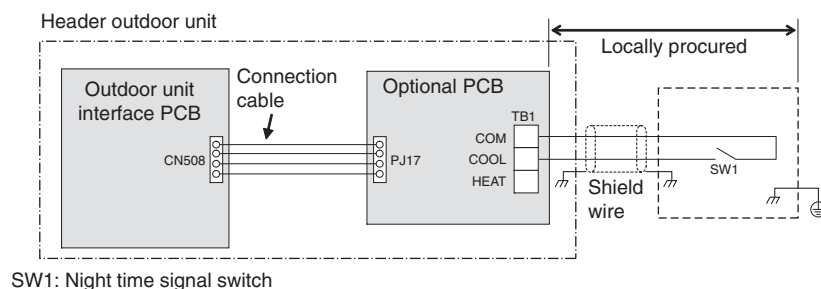 Header outdoor unit
Locally procured
Outdoor unit
interface PCB
Connection
cable
Optional PCB
TB1
COM
COOL
HEAT
CN508
PJ17
SW1
Shield
wire
SW1: Night time signal switch